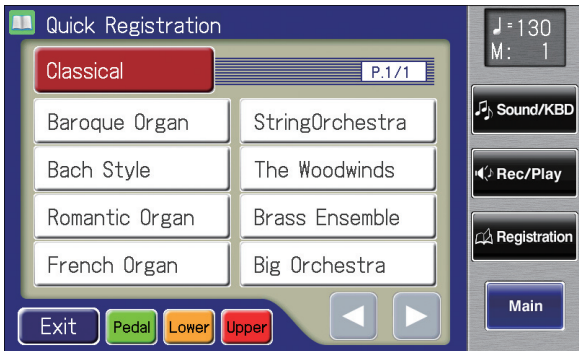 Quick Registration
Classical
P.1/1
Baroque Organ
StringOrchestra
Bach Style
The Woodwinds
Romantic Organ
Brass Ensemble
French Organ
Big Orchestra
Exit
Pedal
Lower
Upper
♩=130
M: 1
Sound/KBD
Rec/Play
Registration
Main